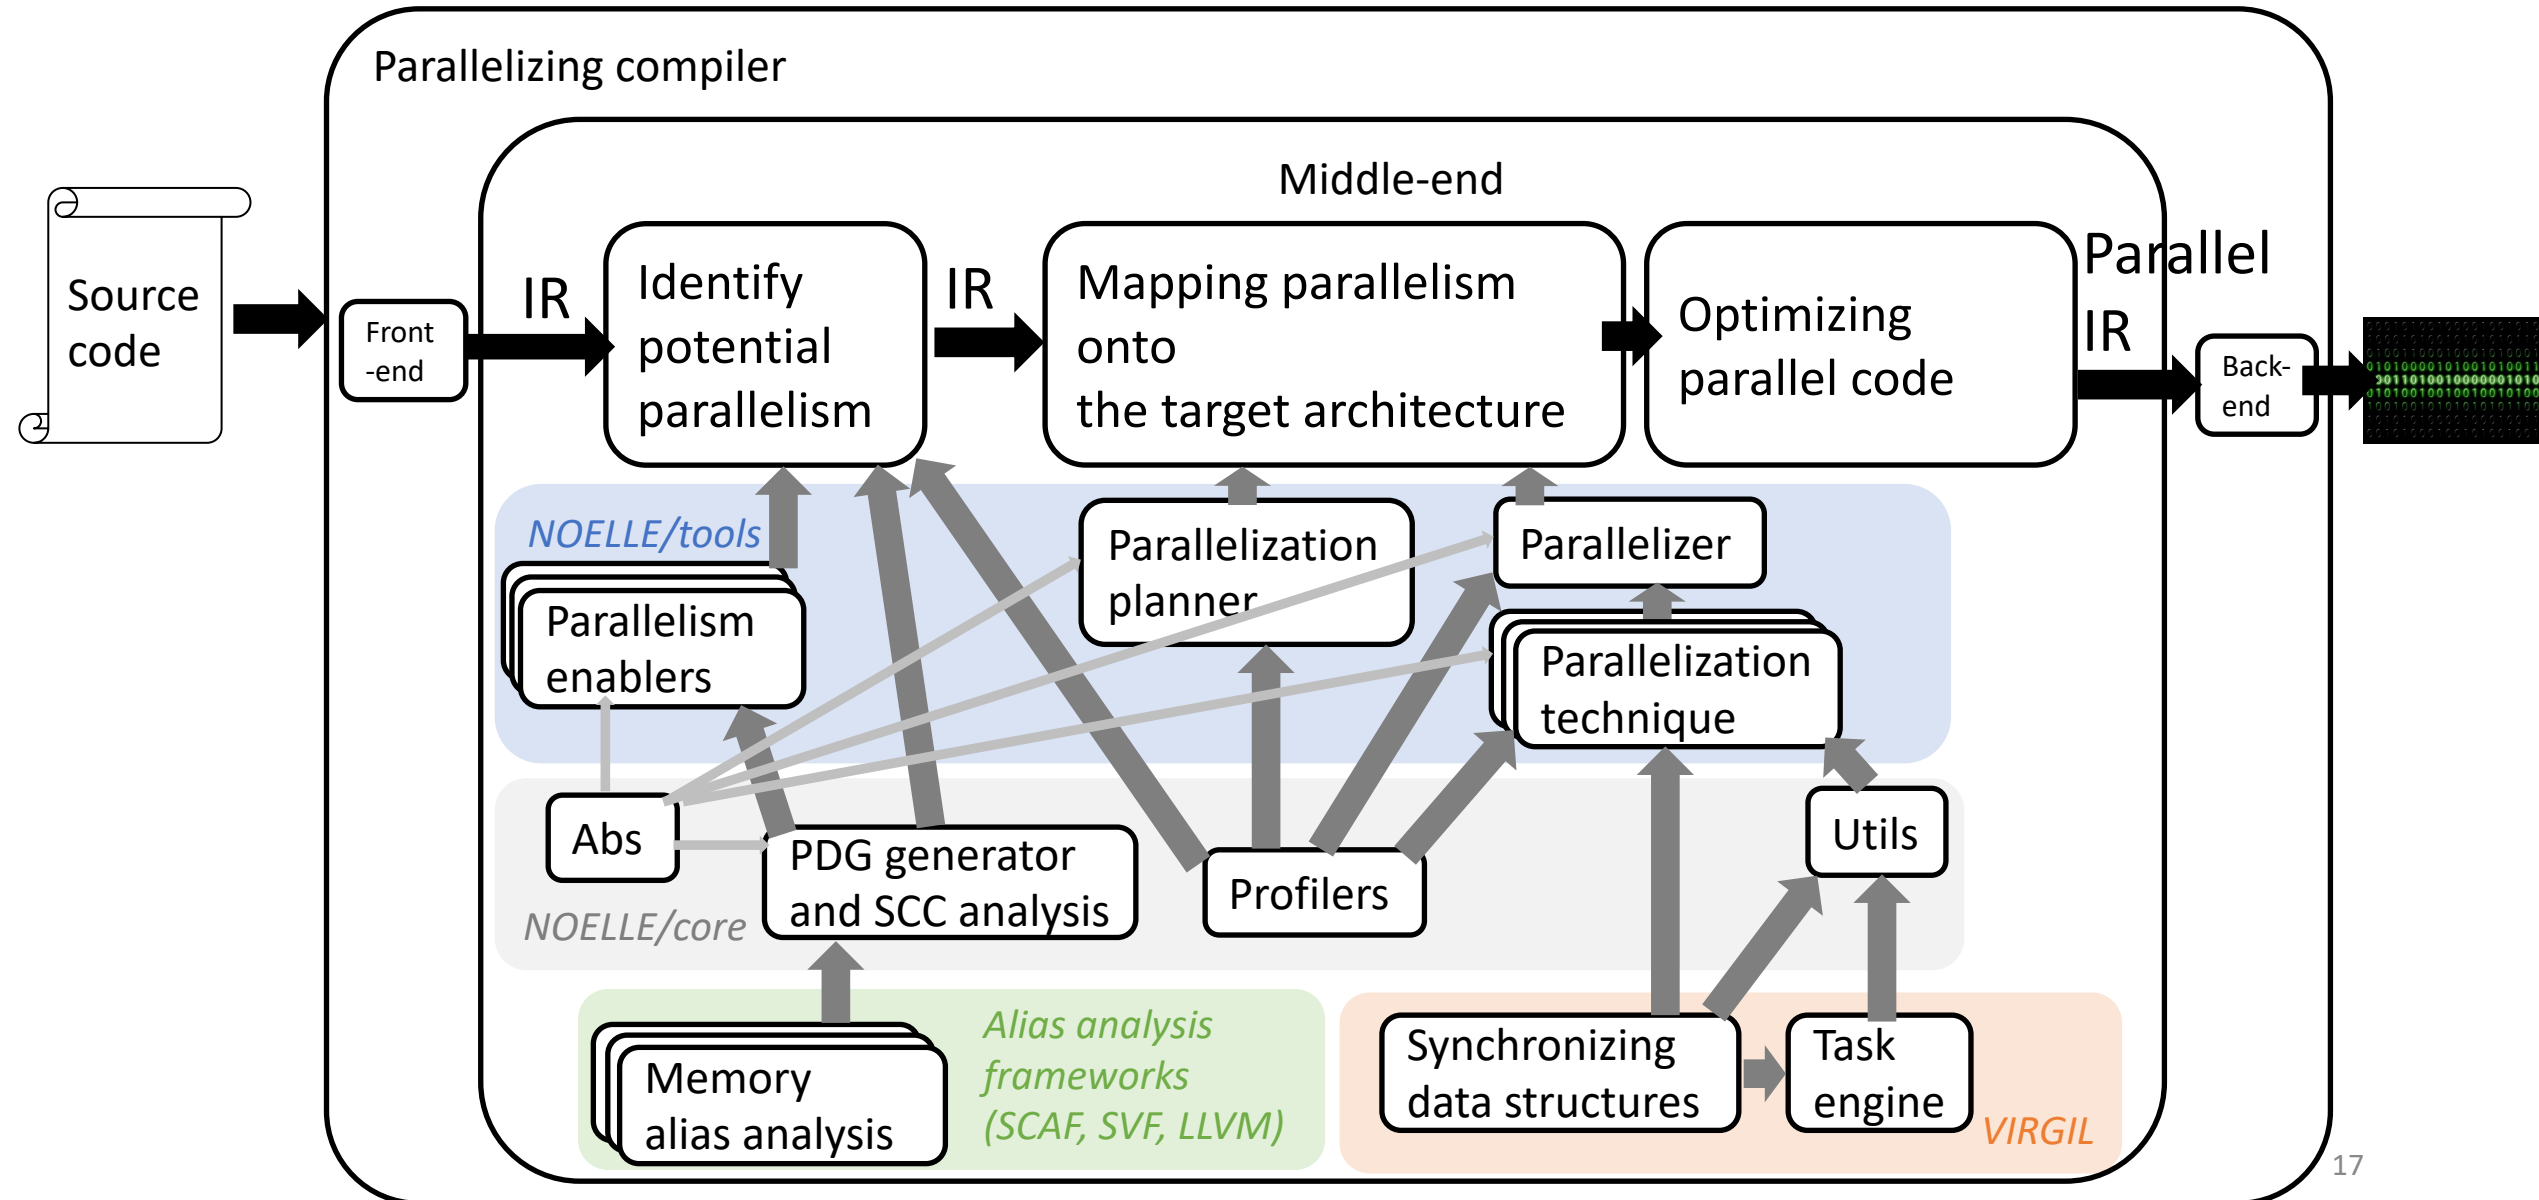 Parallelizing compiler
Middle-end
Source
code
Front
-end
IR
Identify
potential
parallelism
IR
Mapping parallelism
onto
the target architecture
Optimizing
parallel code
Parallel
IR
Back-
end
NOELLE/tools
Parallelism
enablers
Parallelization
planner
Parallelizer
Parallelization
technique
Abs
PDG generator
and SCC analysis
Profilers
Utils
NOELLE/core
Memory
alias analysis
Alias analysis
frameworks
(SCAF, SVF, LLVM)
Synchronizing
data structures
Task
engine
VIRGIL
17